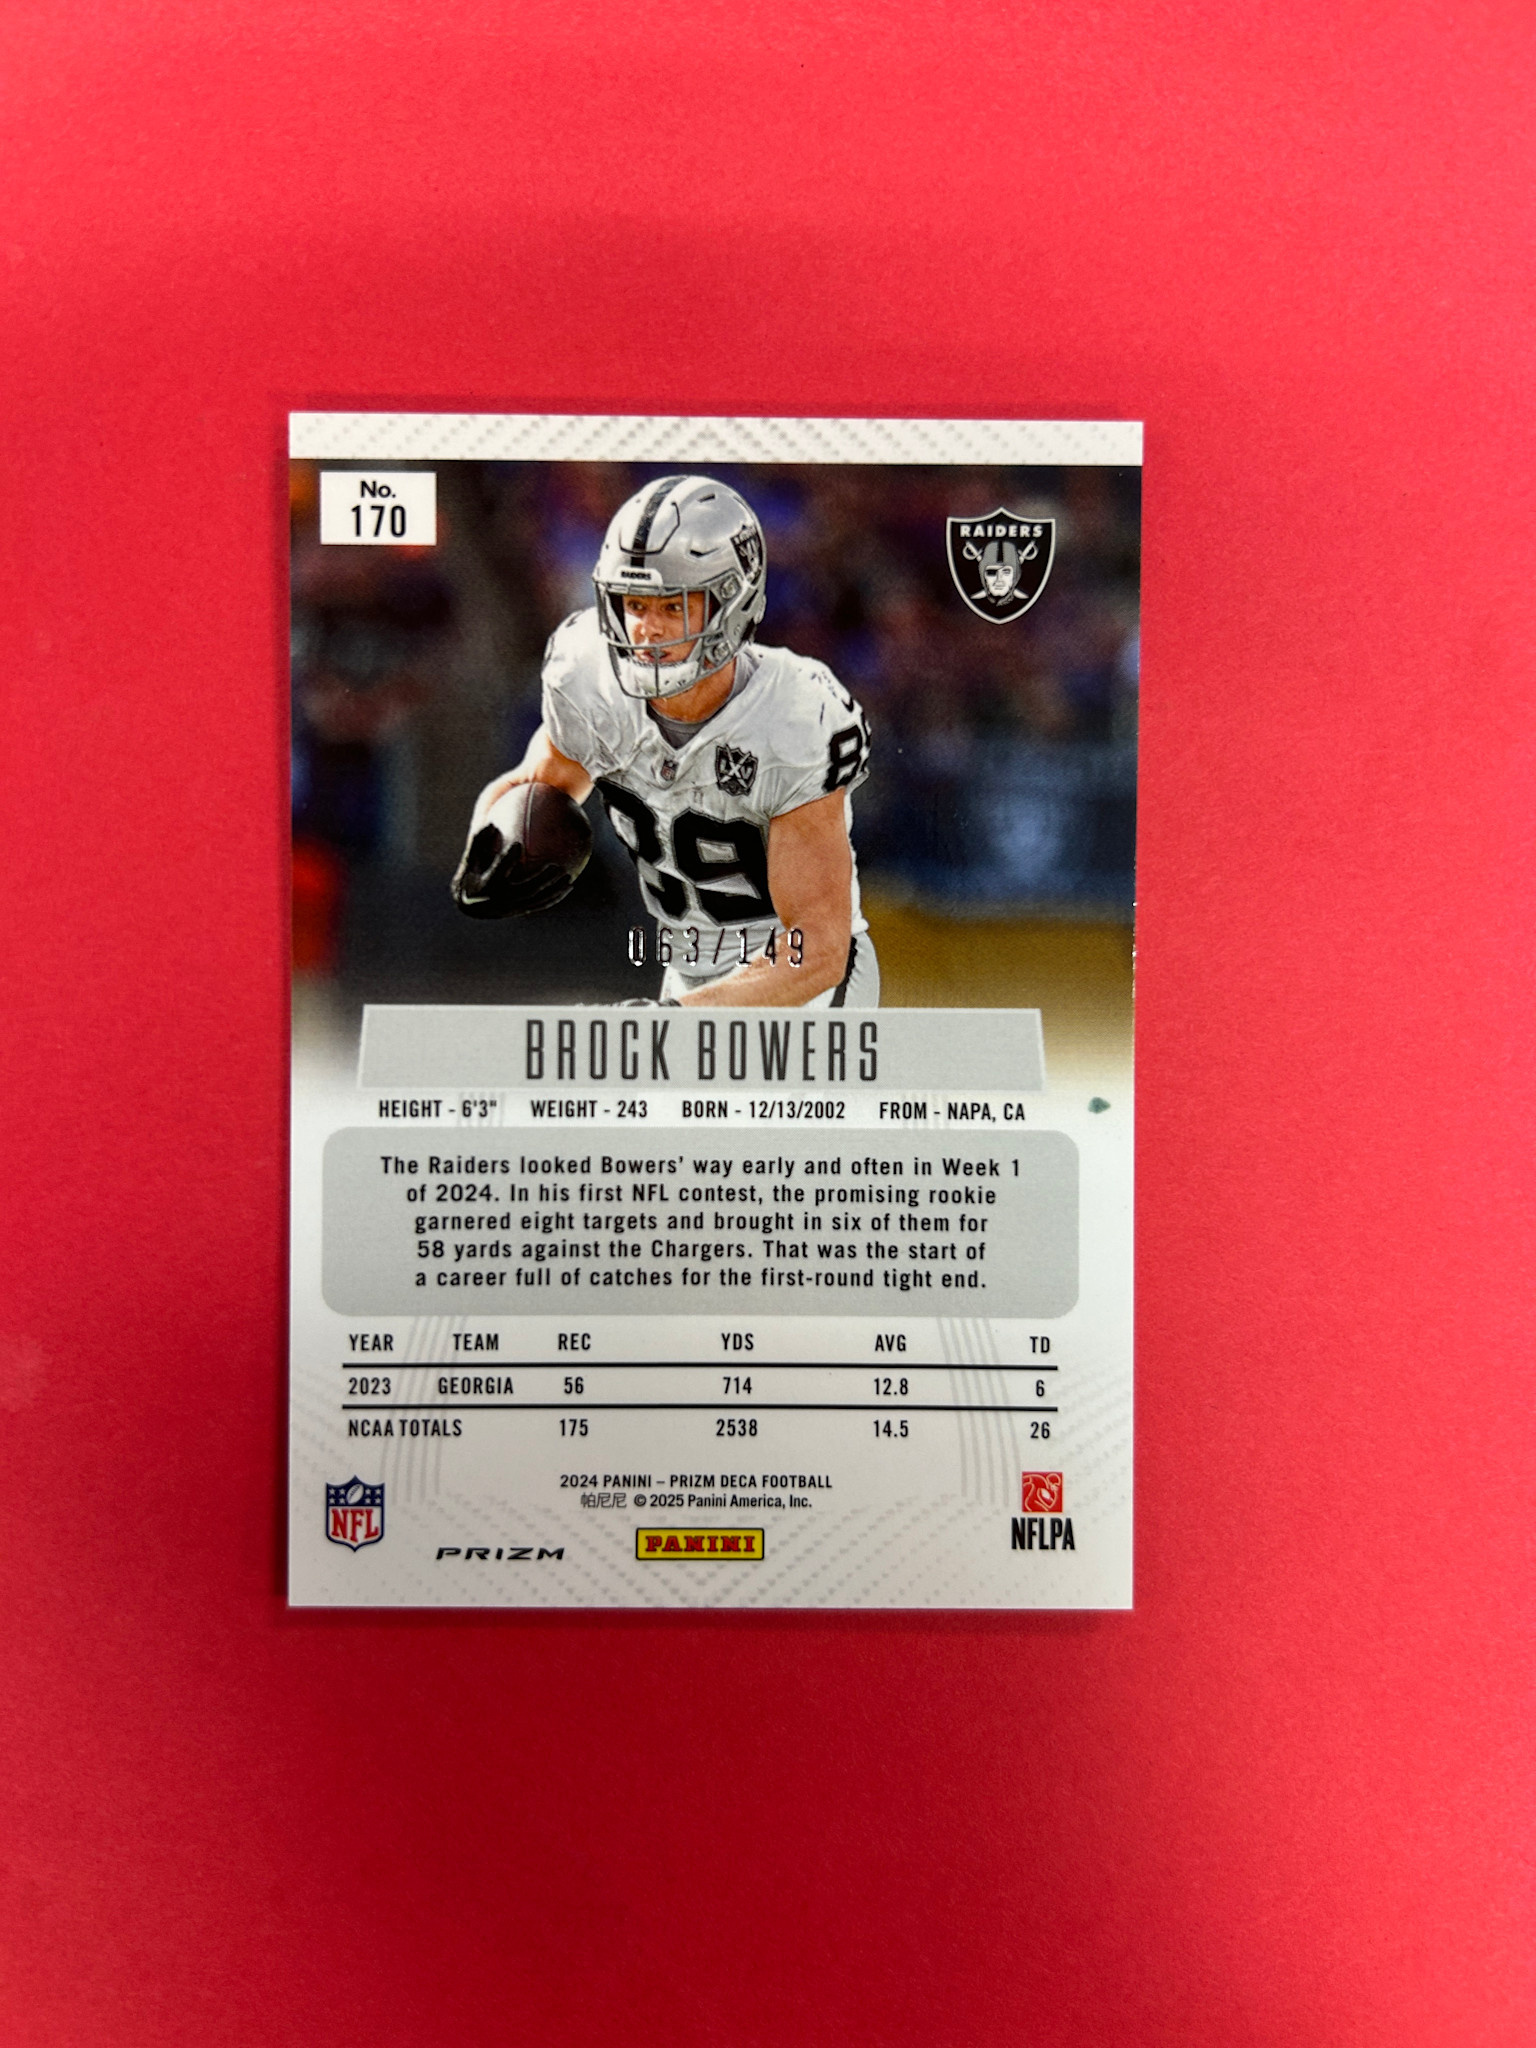 No.
170
RAIDERS
RAIDERS
89
89
063/149
BROCK BOWERS
HEIGHT - 6'3" WEIGHT - 243 BORN - 12/13/2002 FROM - NAPA, CA
The Raiders looked Bowers' way early and often in Week 1
of 2024. In his first NFL contest, the promising rookie
garnered eight targets and brought in six of them for
58 yards against the Chargers. That was the start of
a career full of catches for the first-round tight end.
YEAR TEAM REC YDS AVG TD
2023 GEORGIA 56 714 12.8 6
NCAA TOTALS 175 2538 14.5 26
2024 PANINI – PRIZM DECA FOOTBALL
帕尼尼 © 2025 Panini America, Inc.
NFL
PRIZM
PANINI
NFLPA